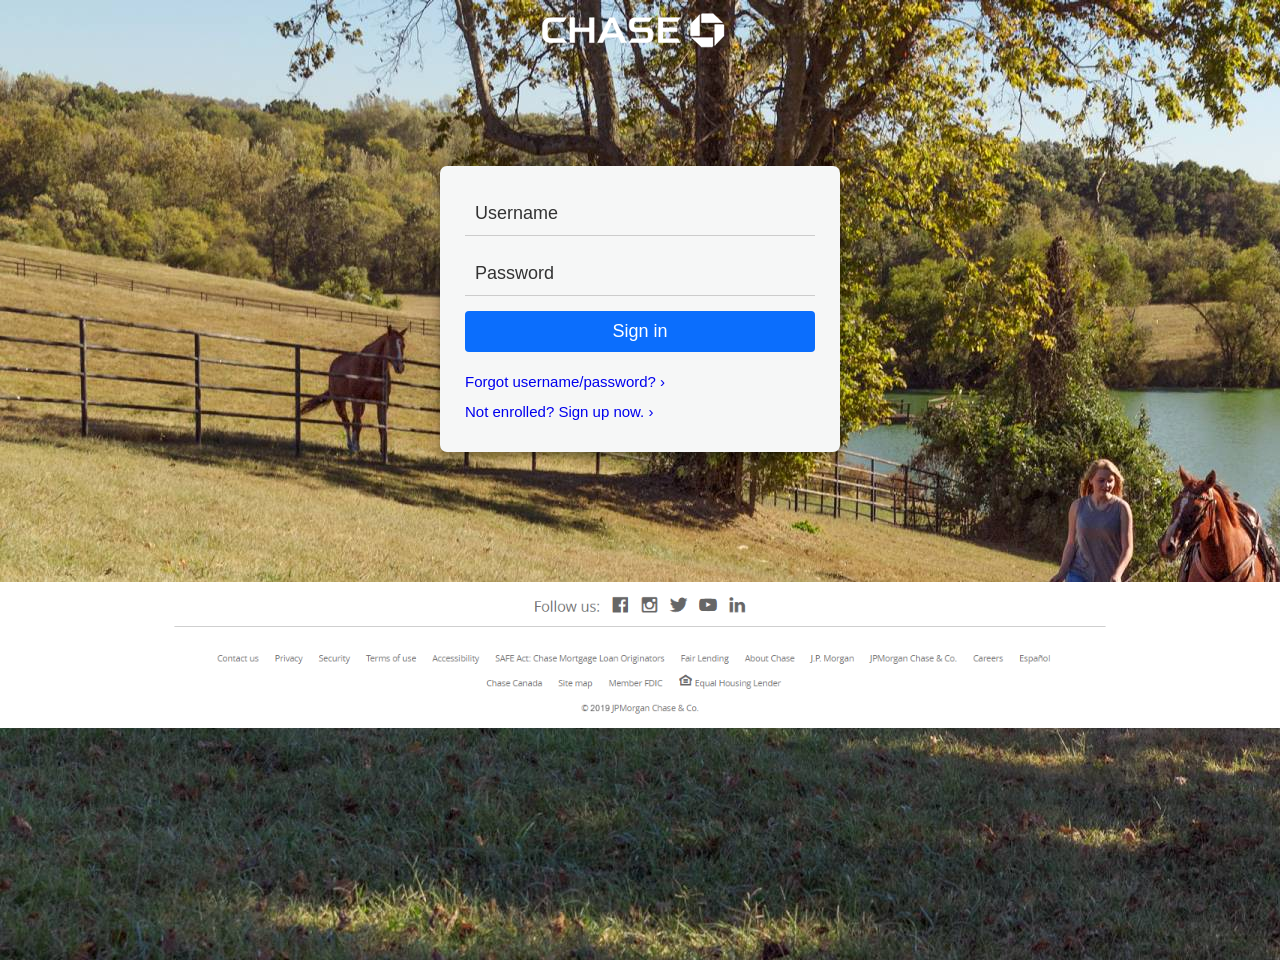 CHASE
Username
Password
Sign in
Forgot username/password? ›
Not enrolled? Sign up now. ›
Follow us:
Contact us Privacy Security Terms of use Accessibility SAFE Act: Chase Mortgage Loan Originators Fair Lending About Chase J.P. Morgan JPMorgan Chase & Co. Careers Español
Chase Canada Site map Member FDIC Equal Housing Lender
© 2019 JPMorgan Chase & Co.